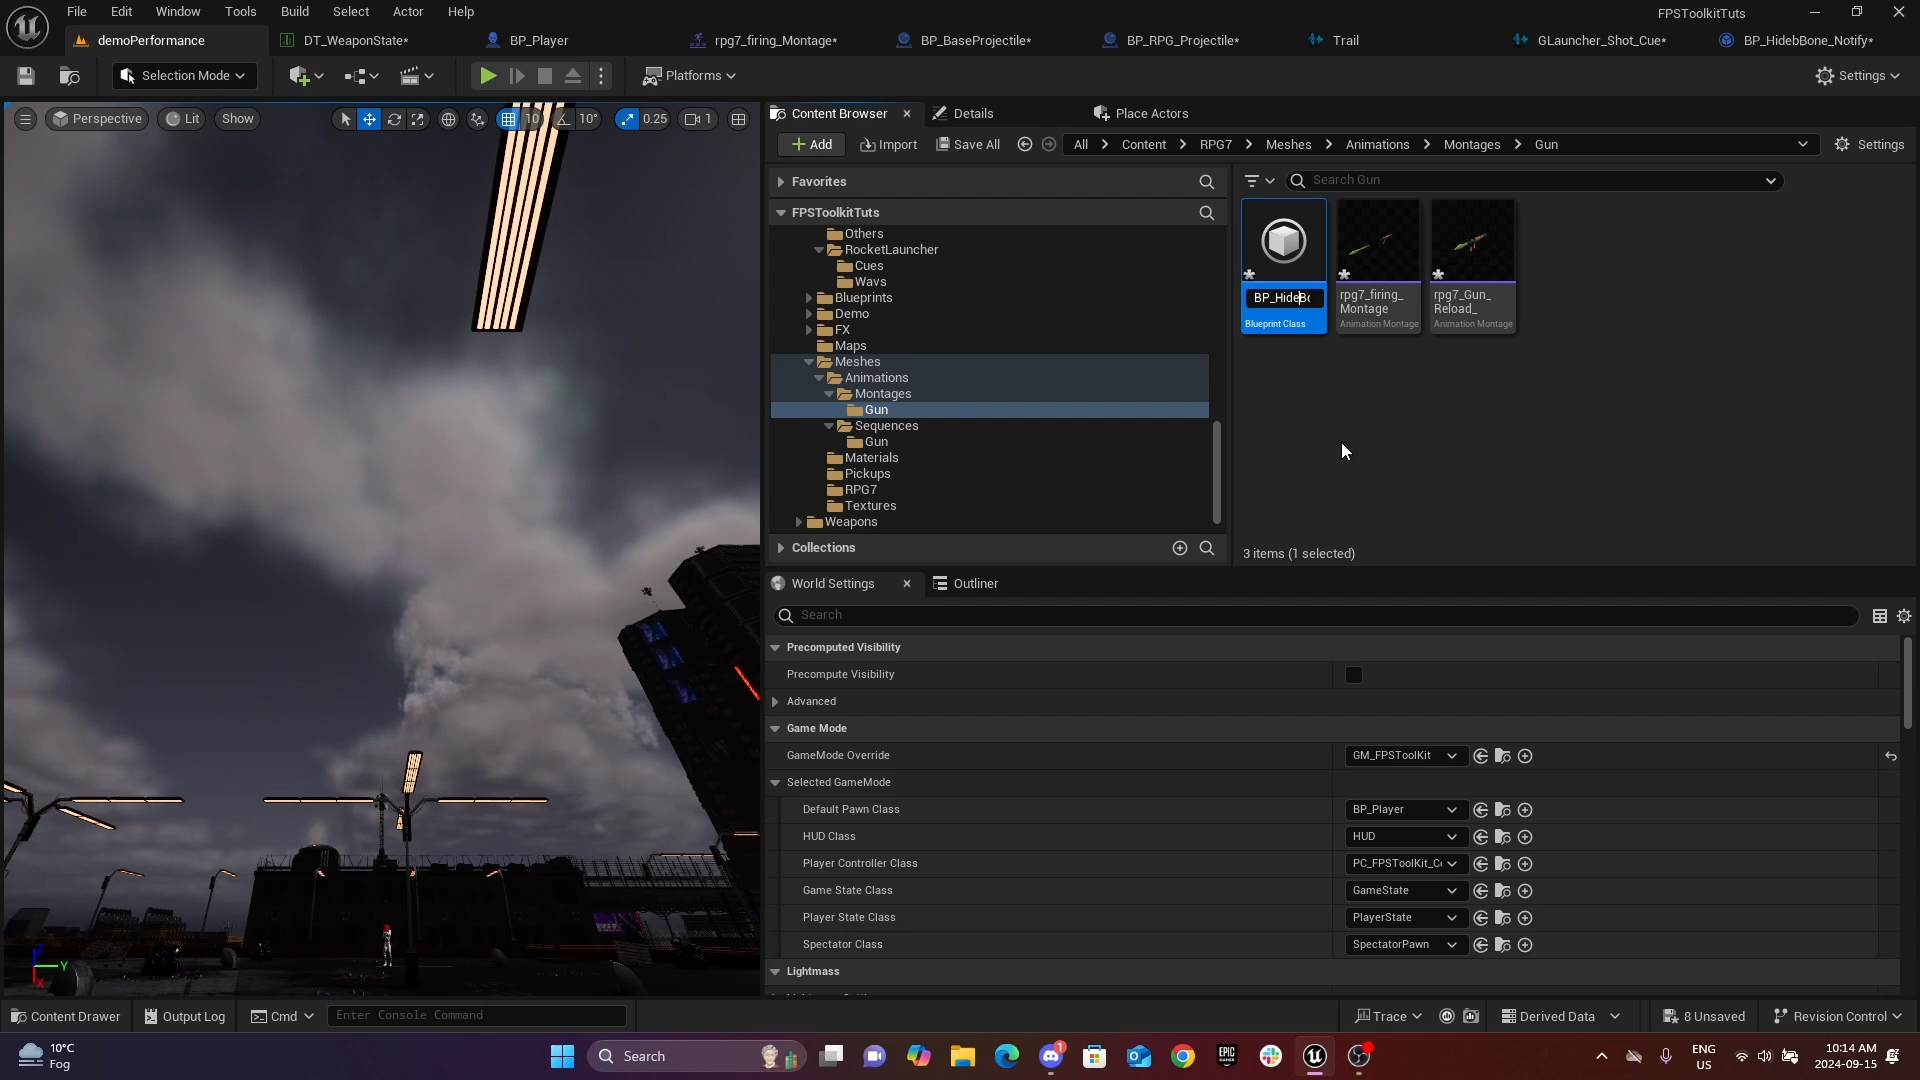 File Edit Window Tools Build Select Actor Help
FPSToolkitTuts
demoPerformance
DT_WeaponState*
BP_Player
rpg7_firing_Montage*
BP_BaseProjectile*
BP_RPG_Projectile*
Trail
GLauncher_Shot_Cue*
BP_HidebBone_Notify*
Selection Mode
Platforms
Settings
Perspective
Lit
Show
10
10°
0.25
1
Content Browser
Details
Place Actors
Add
Import
Save All
All
Content
RPG7
Meshes
Animations
Montages
Gun
Settings
Favorites
FPSToolkitTuts
Others
RocketLauncher
Cues
Wavs
Blueprints
Demo
FX
Maps
Meshes
Animations
Montages
Gun
Sequences
Gun
Materials
Pickups
RPG7
Textures
Weapons
Collections
Search Gun
BP_HideBo
Blueprint Class
rpg7_firing_
Montage
Animation Montage
rpg7_Gun_
Reload_
Animation Montage
3 items (1 selected)
World Settings
Outliner
Search
Precomputed Visibility
Precompute Visibility
Advanced
Game Mode
GameMode Override
GM_FPSToolKit
Selected GameMode
Default Pawn Class
BP_Player
HUD Class
HUD
Player Controller Class
PC_FPSToolKit_Co
Game State Class
GameState
Player State Class
PlayerState
Spectator Class
SpectatorPawn
Lightmass
Z
Y
X
Content Drawer
Output Log
Cmd
Enter Console Command
Trace
Derived Data
8 Unsaved
Revision Control
10°C
Fog
Search
1
EPIC
GAMES
ENG
US
10:14 AM
2024-09-15